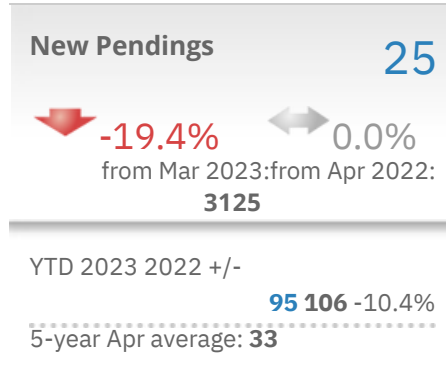 New Pendings
25
-19.4% 0.0%
from Mar 2023:from Apr 2022:
3125
YTD 2023 2022 +/-
95 106 -10.4%
5-year Apr average: 33